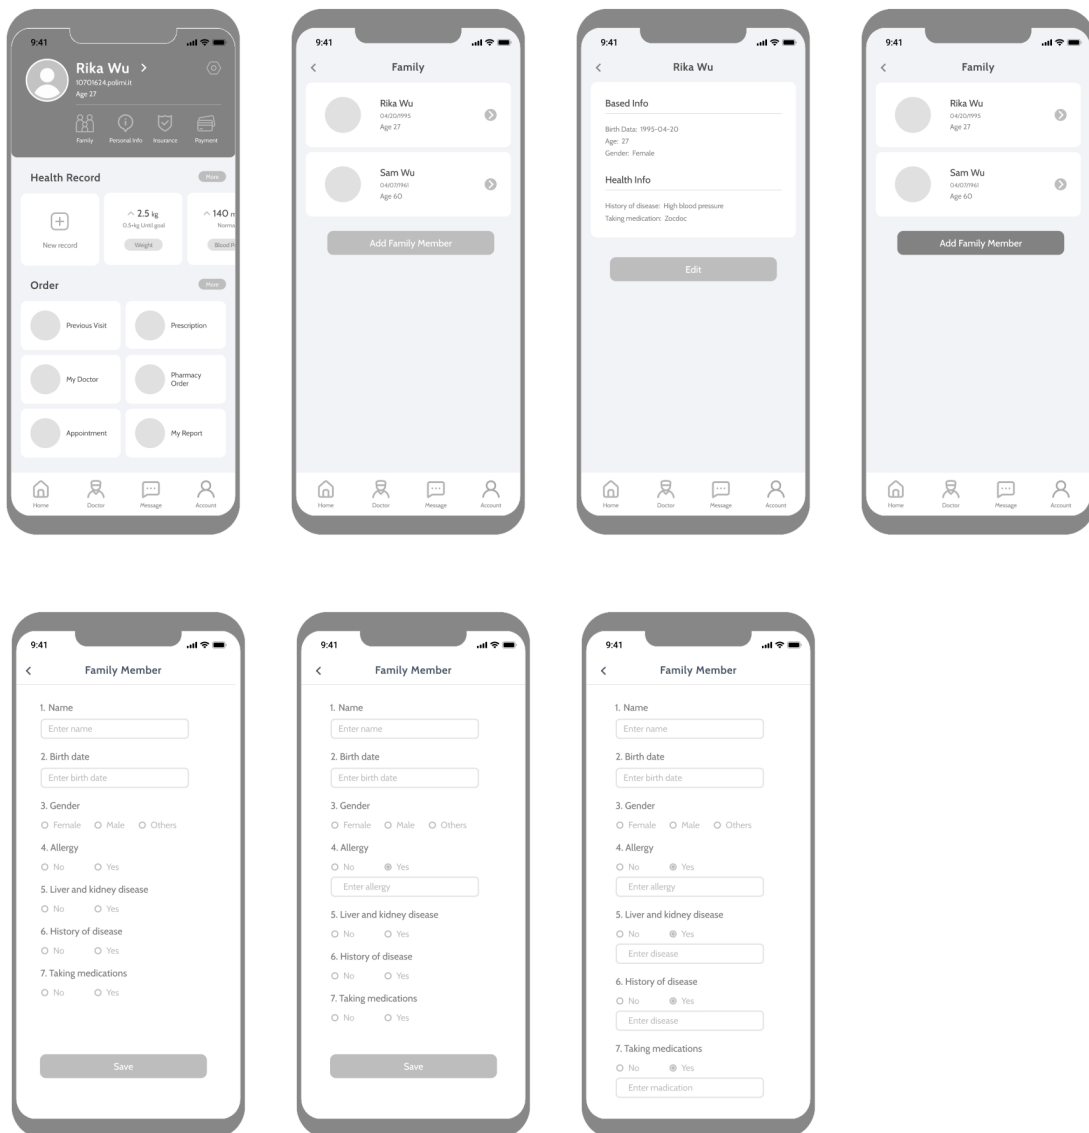 9:41
Rika Wu >
10701624.polimi.it
Age 27
Family Personal Info Insurance Payment
Health Record More
2.5 kg 140 m
0.5+kg Until goal Norma
New record Weight Blood P
Order More
Previous Visit Prescription
My Doctor Pharmacy Order
Appointment My Report
Home Doctor Message Account
9:41
< Family
Rika Wu
04/20/1995
Age 27
Sam Wu
04/07/1961
Age 60
Add Family Member
Home Doctor Message Account
9:41
< Rika Wu
Based Info
Birth Data: 1995-04-20
Age: 27
Gender: Female
Health Info
History of disease: High blood pressure
Taking medication: Zocdoc
Edit
Home Doctor Message Account
9:41
< Family
Rika Wu
04/20/1995
Age 27
Sam Wu
04/07/1961
Age 60
Add Family Member
Home Doctor Message Account
9:41
< Family Member
1. Name
Enter name
2. Birth date
Enter birth date
3. Gender
Female Male Others
4. Allergy
No Yes
5. Liver and kidney disease
No Yes
6. History of disease
No Yes
7. Taking medications
No Yes
Save
9:41
< Family Member
1. Name
Enter name
2. Birth date
Enter birth date
3. Gender
Female Male Others
4. Allergy
No Yes
Enter allergy
5. Liver and kidney disease
No Yes
6. History of disease
No Yes
7. Taking medications
No Yes
Save
9:41
< Family Member
1. Name
Enter name
2. Birth date
Enter birth date
3. Gender
Female Male Others
4. Allergy
No Yes
Enter allergy
5. Liver and kidney disease
No Yes
Enter disease
6. History of disease
No Yes
Enter disease
7. Taking medications
No Yes
Enter madication